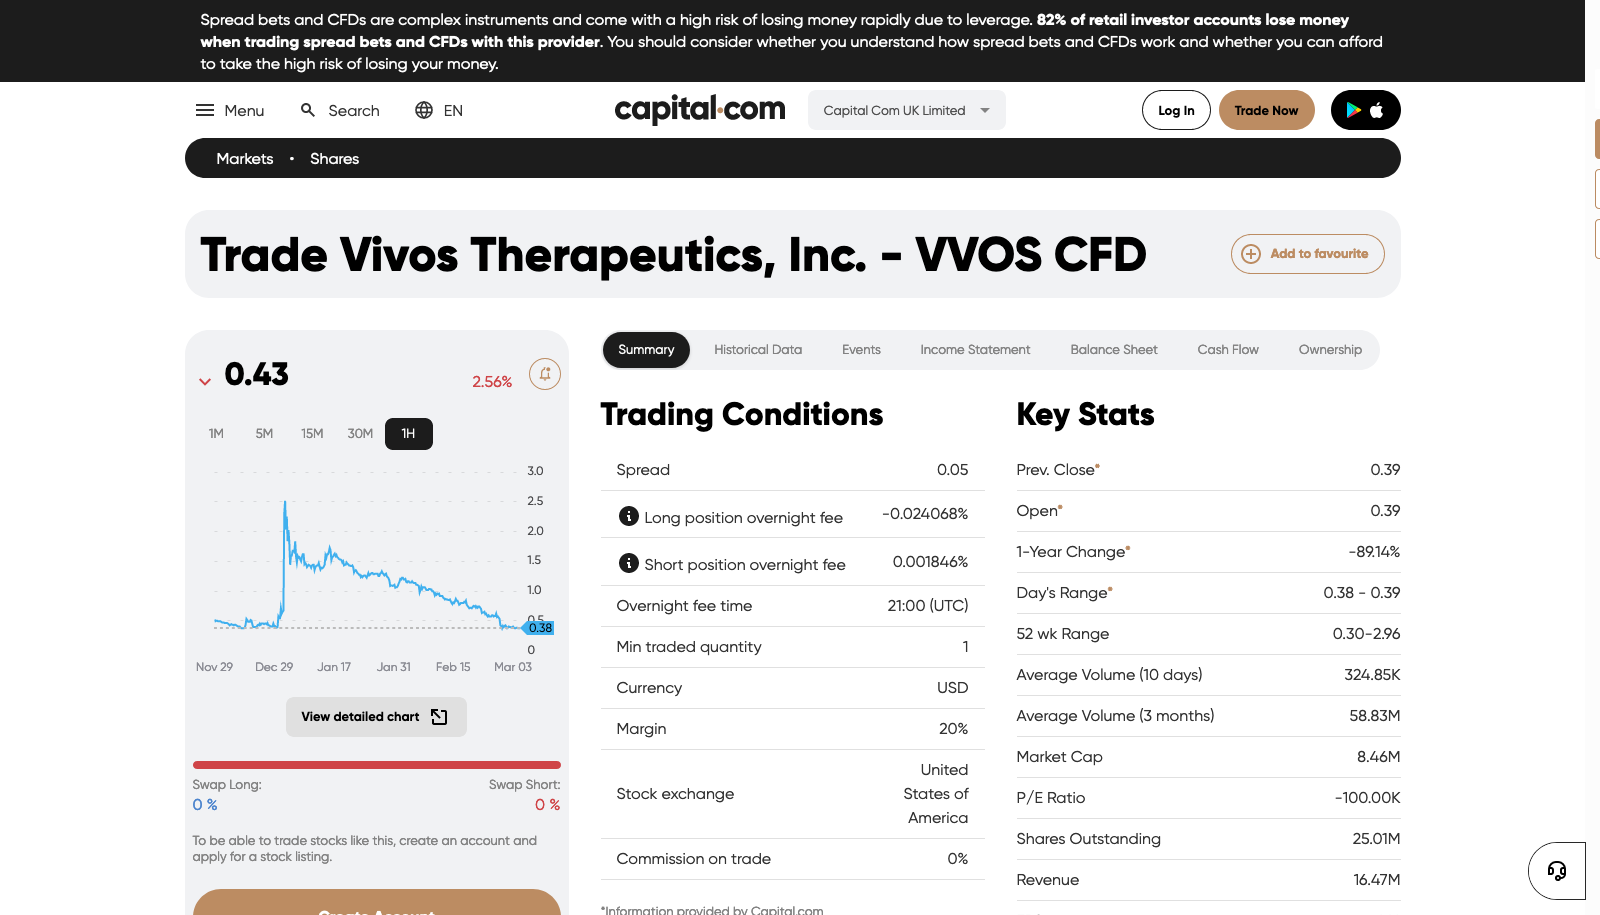 Spread bets and CFDs are complex instruments and come with a high risk of losing money rapidly due to leverage. 82% of retail investor accounts lose money
when trading spread bets and CFDs with this provider. You should consider whether you understand how spread bets and CFDs work and whether you can afford
to take the high risk of losing your money.
Menu
Search
EN
capital.com
Capital Com UK Limited
Log In
Trade Now
Markets • Shares
Trade Vivos Therapeutics, Inc. - VVOS CFD
Add to favourite
0.43
2.56%
1M 5M 15M 30M 1H
3.0
2.5
2.0
1.5
1.0
0.5
0.38
0
Nov 29 Dec 29 Jan 17 Jan 31 Feb 15 Mar 03
View detailed chart
Swap Long: Swap Short:
0 % 0 %
To be able to trade stocks like this, create an account and
apply for a stock listing.
Create Account
Summary Historical Data Events Income Statement Balance Sheet Cash Flow Ownership
Trading Conditions
Spread 0.05
Long position overnight fee -0.024068%
Short position overnight fee 0.001846%
Overnight fee time 21:00 (UTC)
Min traded quantity 1
Currency USD
Margin 20%
Stock exchange United
States of
America
Commission on trade 0%
*Information provided by Capital.com
Key Stats
Prev. Close* 0.39
Open* 0.39
1-Year Change* -89.14%
Day's Range* 0.38 - 0.39
52 wk Range 0.30-2.96
Average Volume (10 days) 324.85K
Average Volume (3 months) 58.83M
Market Cap 8.46M
P/E Ratio -100.00K
Shares Outstanding 25.01M
Revenue 16.47M